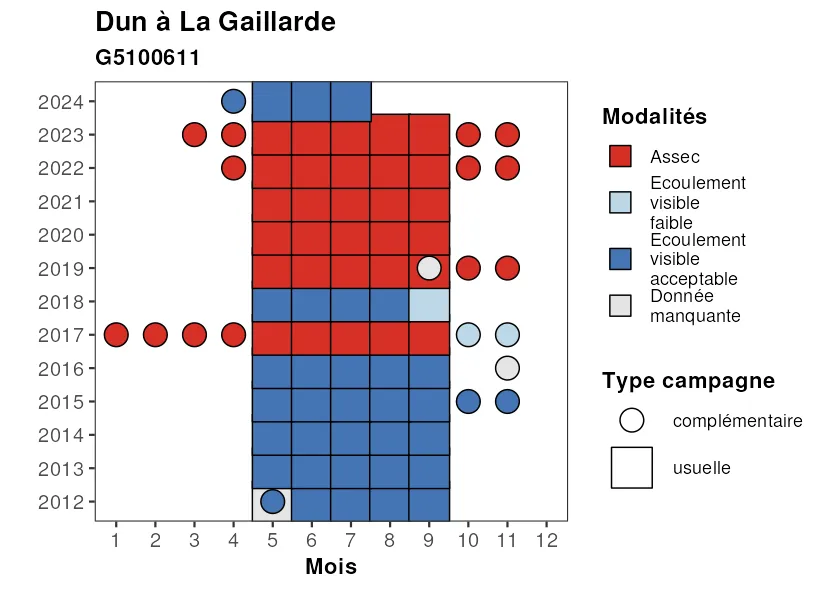 Dun à La Gaillarde
G5100611
2024
2023
2022
2021
2020
2019
2018
2017
2016
2015
2014
2013
2012
1 2 3 4 5 6 7 8 9 10 11 12
Mois
Modalités
Assec
Ecoulement
visible
faible
Ecoulement
visible
acceptable
Donnée
manquante
Type campagne
complémentaire
usuelle